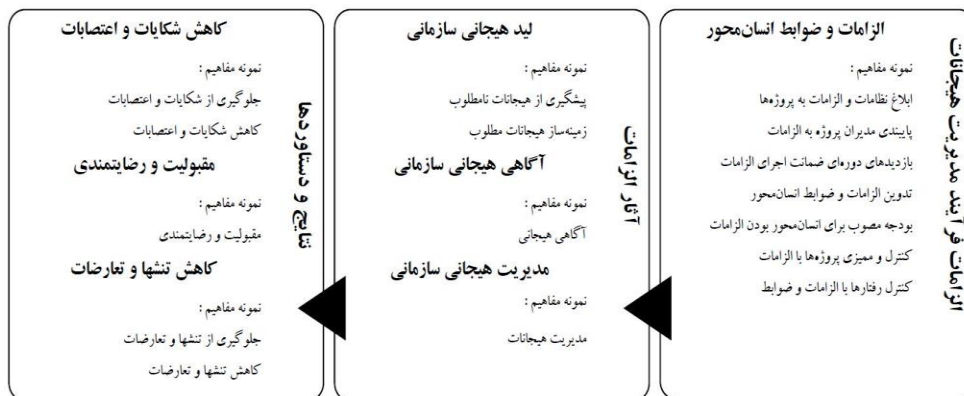 الزامات فرآیند مدیریت هیجانات
الزامات و ضوابط انسان‌محور
نمونه مفاهیم :
ابلاغ نظامات و الزامات به پروژه‌ها
پایبندی مدیران پروژه به الزامات
بازدیدهای دوره‌ای ضمانت اجرای الزامات
تدوین الزامات و ضوابط انسان‌محور
بودجه مصوب برای انسان‌محور بودن الزامات
کنترل و ممیزی پروژه‌ها با الزامات
کنترل رفتارها با الزامات و ضوابط
آثار الزامات
لید هیجانی سازمانی
نمونه مفاهیم :
پیشگیری از هیجانات نامطلوب
زمینه‌ساز هیجانات مطلوب
آگاهی هیجانی سازمانی
نمونه مفاهیم :
آگاهی هیجانی
مدیریت هیجانی سازمانی
نمونه مفاهیم :
مدیریت هیجانات
نتایج و دستاوردها
کاهش شکایات و اعتصابات
نمونه مفاهیم :
جلوگیری از شکایات و اعتصابات
کاهش شکایات و اعتصابات
مقبولیت و رضایتمندی
نمونه مفاهیم :
مقبولیت و رضایتمندی
کاهش تنشها و تعارضات
نمونه مفاهیم :
جلوگیری از تنشها و تعارضات
کاهش تنشها و تعارضات